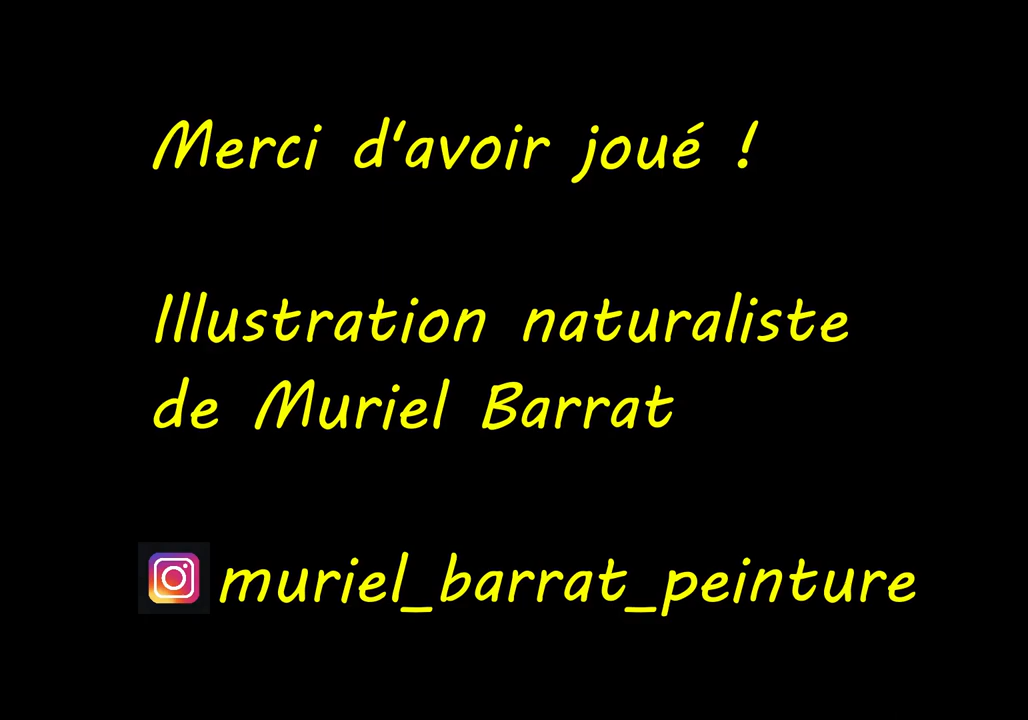 Merci d'avoir joué !
Illustration naturaliste
de Muriel Barrat
muriel_barrat_peinture